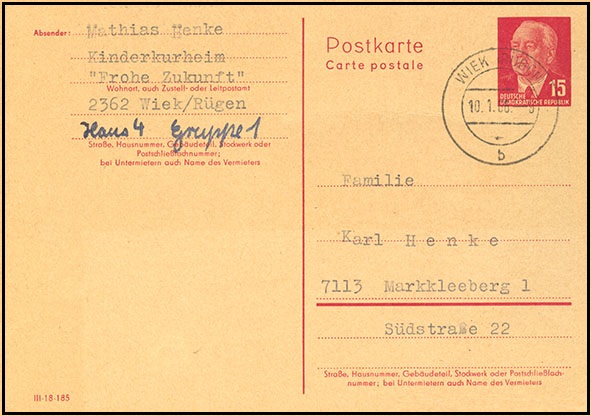 Absender: Mathias Henke
Kinderkurheim
"Frohe Zukunft"
Wohnort, auch Zustell- oder Leitpostamt
2362 Wiek/Rügen
Haus 4 Gruppe 1
Straße, Hausnummer, Gebäudeteil, Stockwerk oder
Postschließfachnummer;
bei Untermietern auch Name des Vermieters
III-18-185
Postkarte
Carte postale
WIEK
10.1.
b
15
DEUTSCHE
DEMOKRATISCHE REPUBLIK
Familie
Karl Henke
7113 Markkleeberg 1
Südstraße 22
Straße, Hausnummer, Gebäudeteil, Stockwerk oder Postschließfach-
nummer; bei Untermietern auch Name des Vermieters